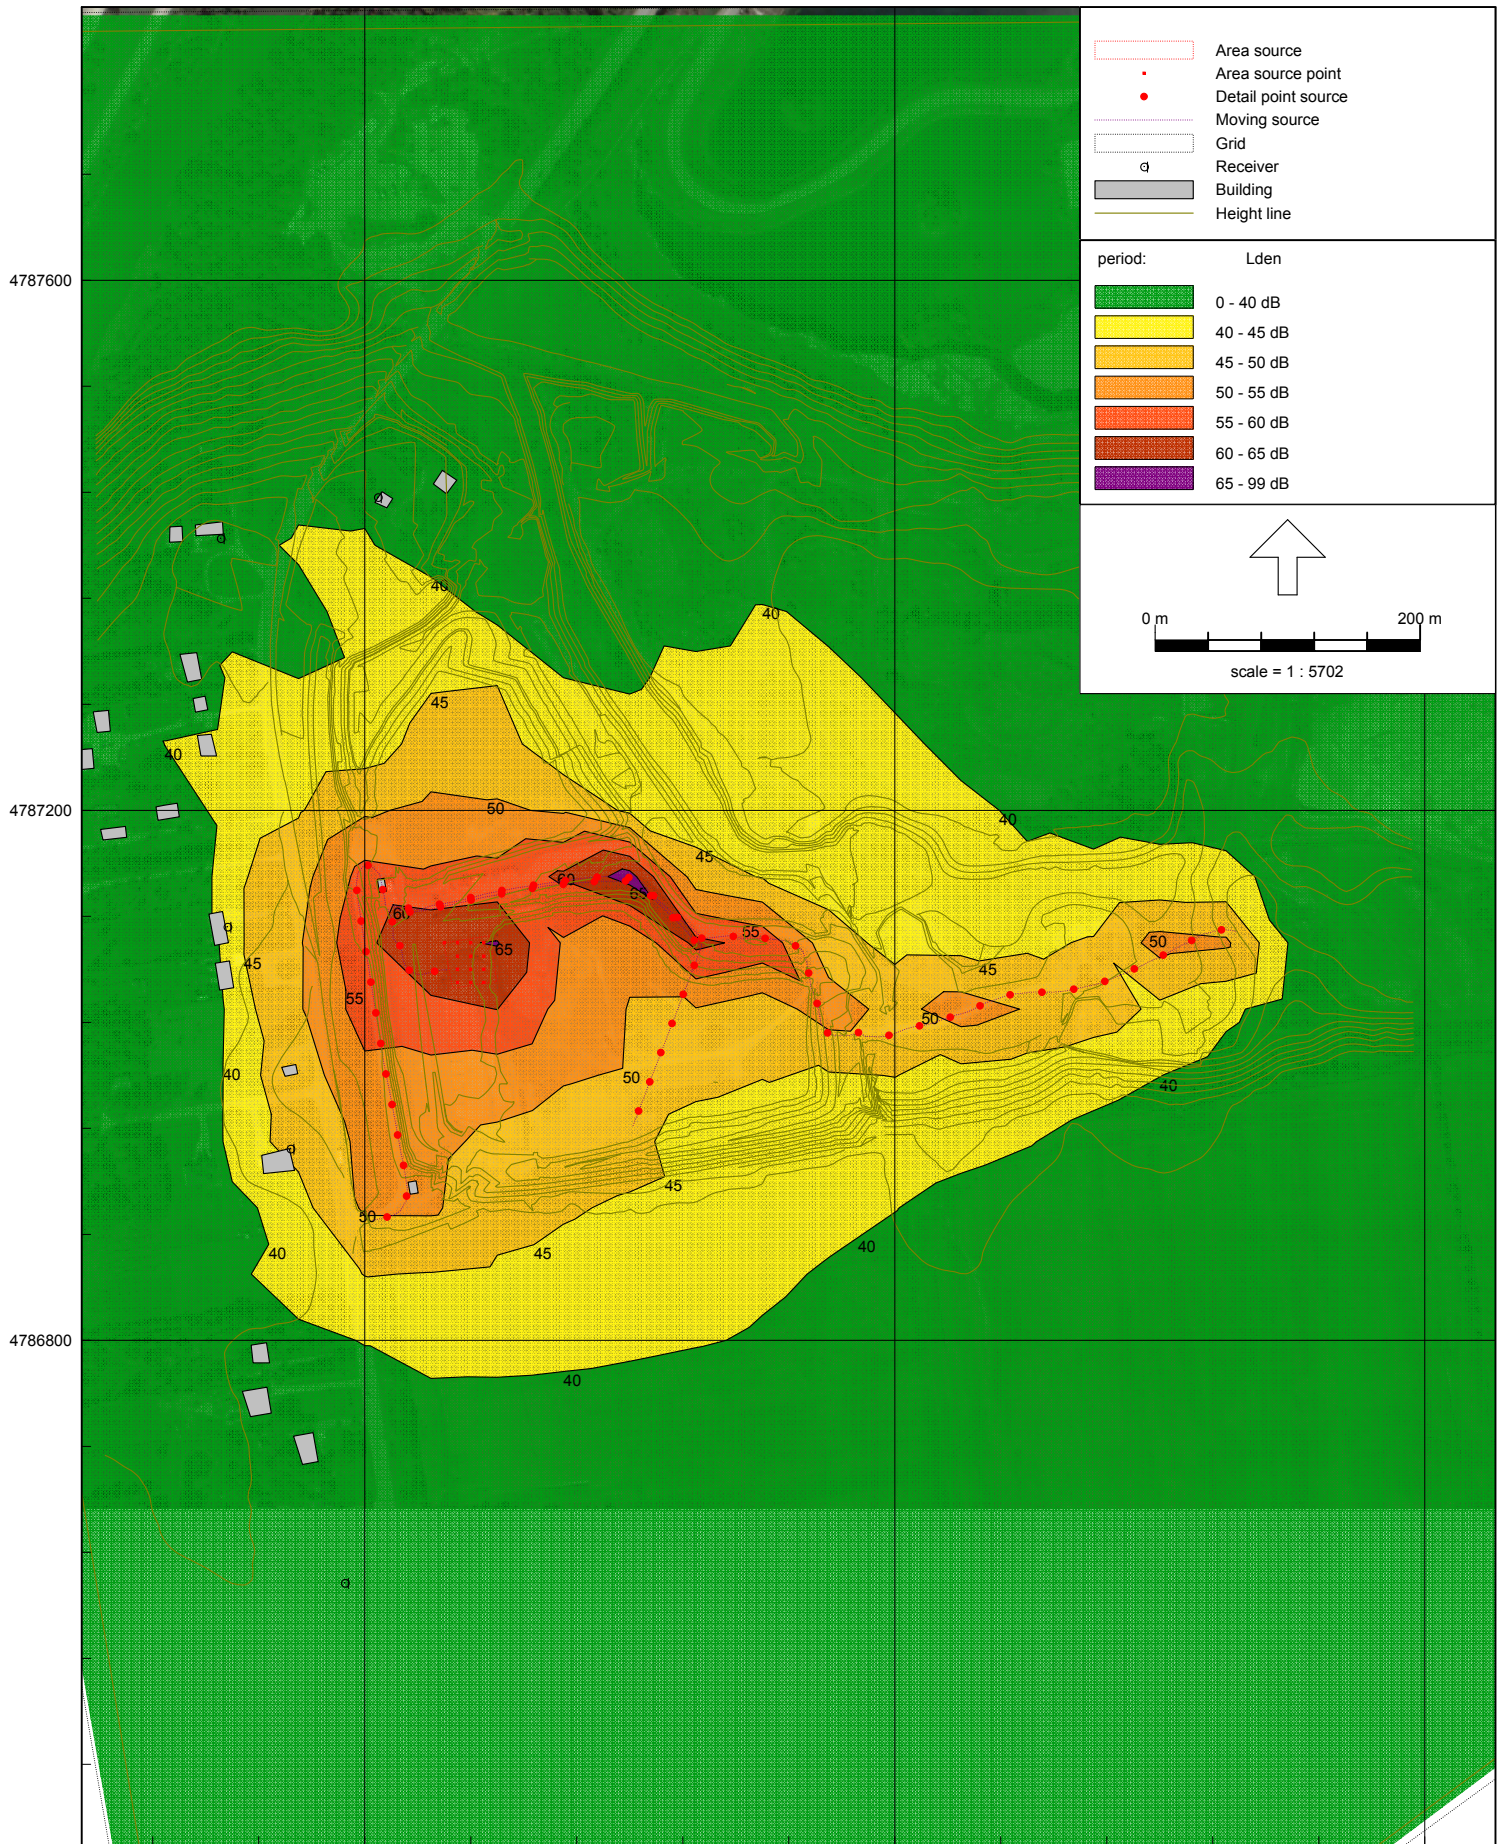 Area source
Area source point
Detail point source
Moving source
Grid
Receiver
Building
Height line
period: Lden
0 - 40 dB
40 - 45 dB
45 - 50 dB
50 - 55 dB
55 - 60 dB
60 - 65 dB
65 - 99 dB
0 m 200 m
scale = 1 : 5702
4787600
40
40
45
40
50
4787200
40
45
60
65
60
55
65
50
45
45
55
50
50
40
40
45
50
45
40
40
4786800
40